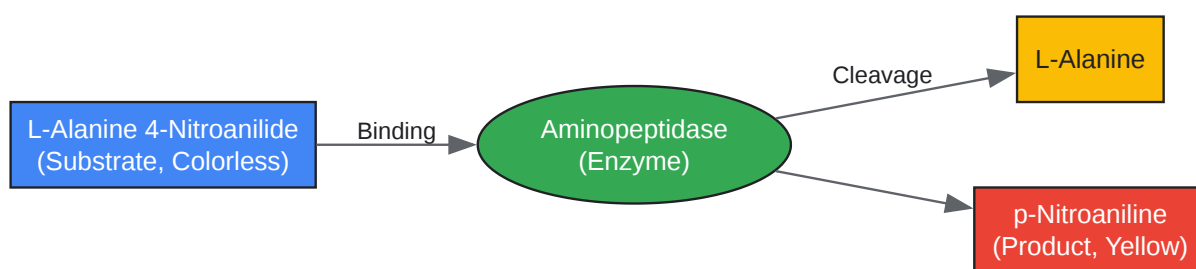 L-Alanine 4-Nitroanilide
(Substrate, Colorless)
Binding
Aminopeptidase
(Enzyme)
Cleavage
L-Alanine
p-Nitroaniline
(Product, Yellow)